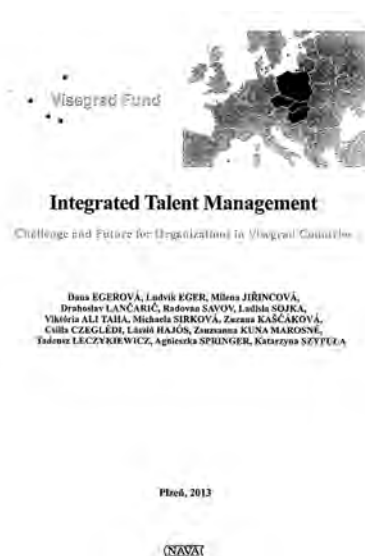 Visegrad Fund
Integrated Talent Management
Challenge and Future for Organizations in Visegrad Countries
Dana EGEROVÁ, Ludvík EGER, Milena JIŘINCOVÁ,
Drahoslav LANČARIČ, Radovan SAVOV, Ladislav SOJKA,
Viktória ALI TAHA, Michaela SIRKOVÁ, Zuzana KAŠČÁKOVÁ,
Csilla CZEGLÉDI, László HAJÓS, Zsuzsanna KUNA MAROSNÉ,
Tadeusz LECZYKIEWICZ, Agnieszka SPRINGER, Katarzyna SZYPUŁA
Plzeň, 2013
NAVA